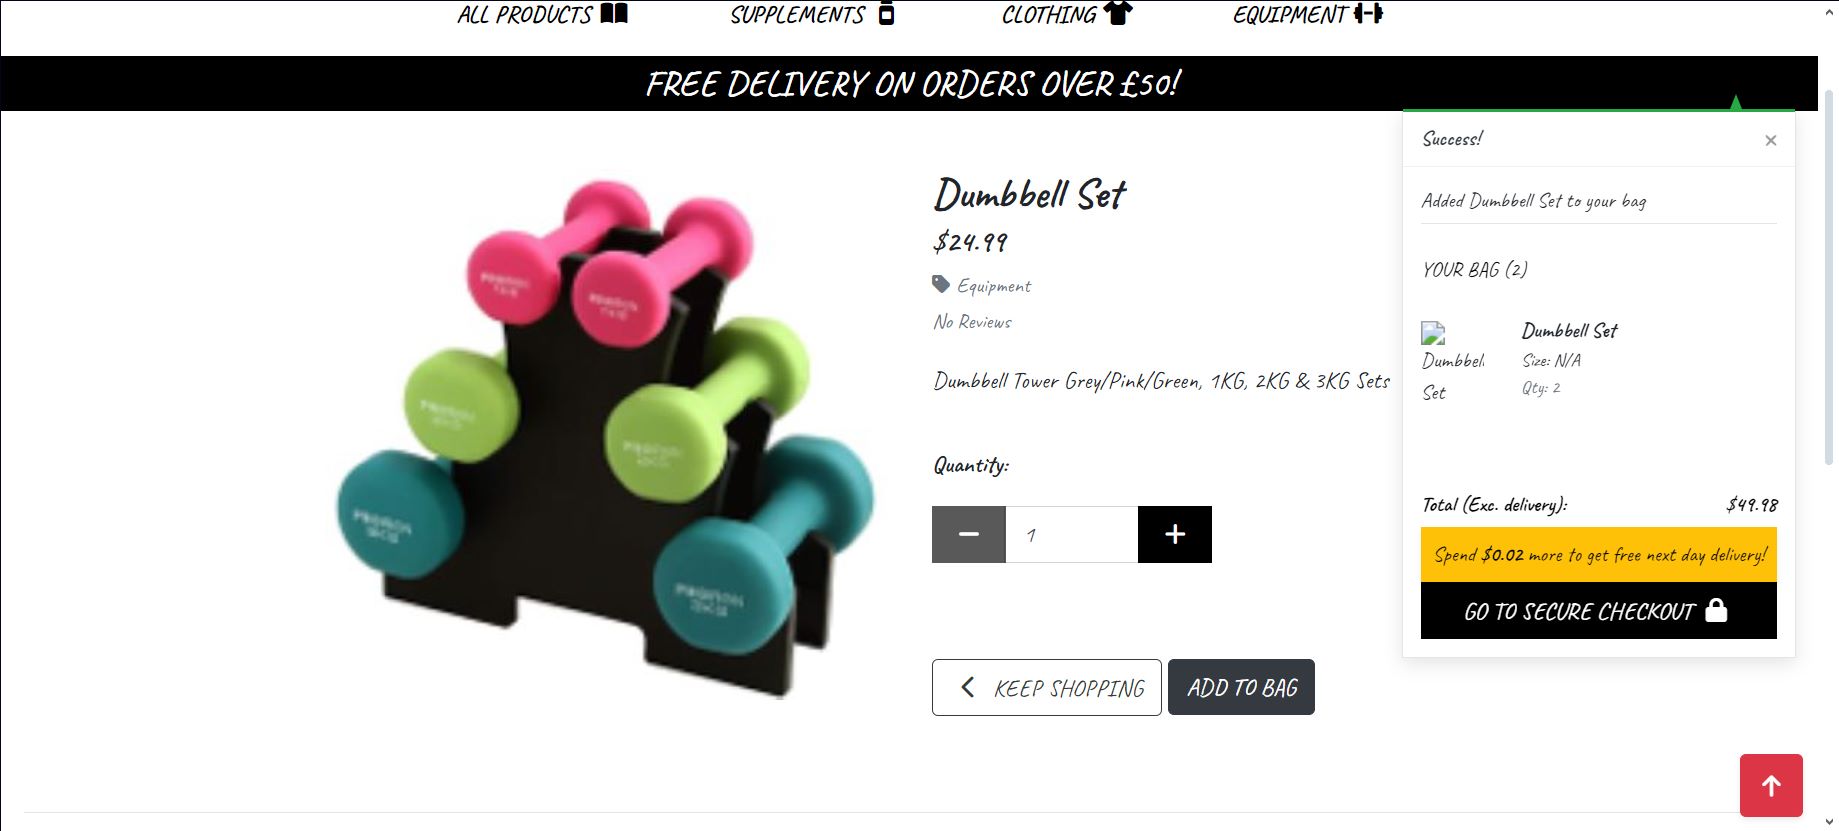 ALL PRODUCTS
SUPPLEMENTS
CLOTHING
EQUIPMENT
FREE DELIVERY ON ORDERS OVER £50!
Dumbbell Set
$24.99
Equipment
No Reviews
Dumbbell Tower Grey/Pink/Green, 1KG, 2KG & 3KG Sets
Quantity:
1
KEEP SHOPPING
ADD TO BAG
Success!
×
Added Dumbbell Set to your bag
YOUR BAG (2)
Dumbbell
Set
Dumbbell Set
Size: N/A
Qty: 2
Total (Exc. delivery):
$49.98
Spend $0.02 more to get free next day delivery!
GO TO SECURE CHECKOUT